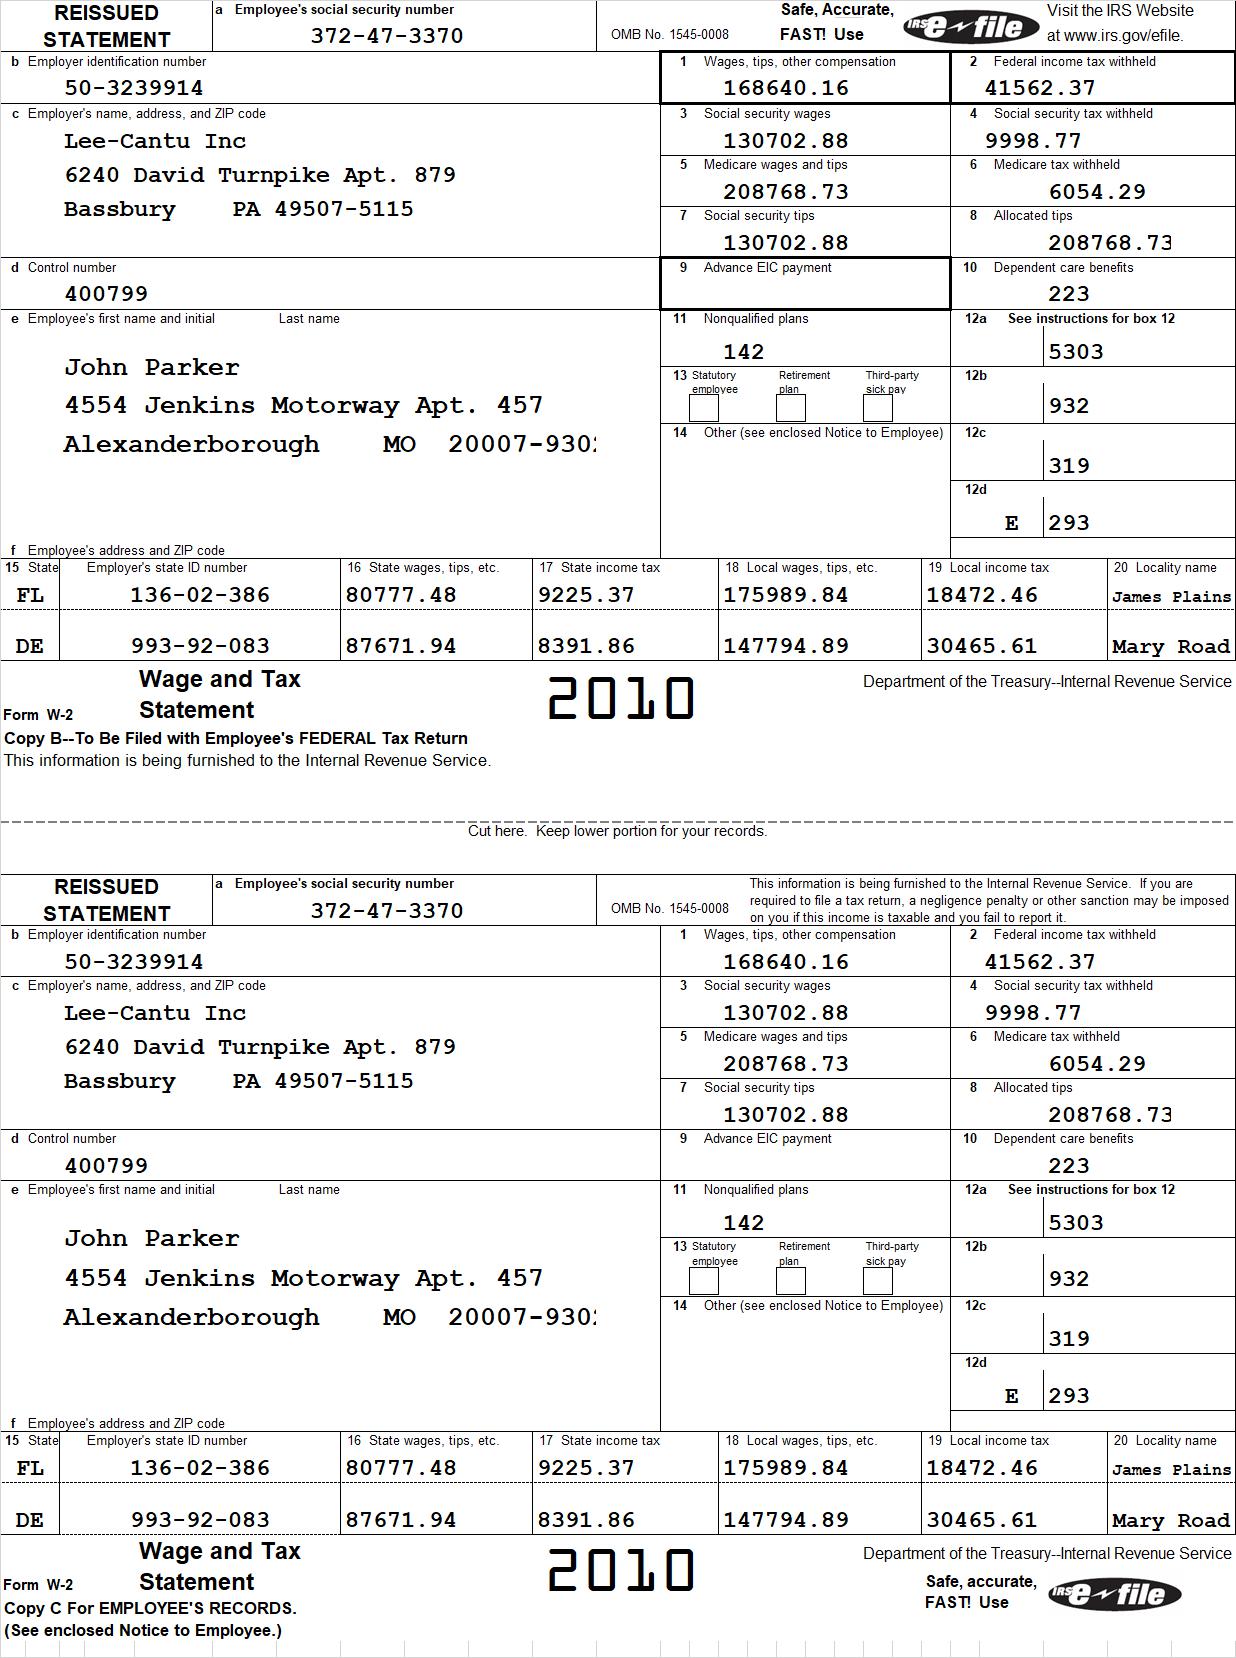 REISSUED STATEMENT
a Employee's social security number
372-47-3370
OMB No. 1545-0008
Safe, Accurate,
FAST! Use
IRS e-file
Visit the IRS Website
at www.irs.gov/efile.
b Employer identification number
50-3239914
1 Wages, tips, other compensation
168640.16
2 Federal income tax withheld
41562.37
c Employer's name, address, and ZIP code
Lee-Cantu Inc
6240 David Turnpike Apt. 879
Bassbury PA 49507-5115
3 Social security wages
130702.88
4 Social security tax withheld
9998.77
5 Medicare wages and tips
208768.73
6 Medicare tax withheld
6054.29
7 Social security tips
130702.88
8 Allocated tips
208768.73
d Control number
400799
9 Advance EIC payment
10 Dependent care benefits
223
e Employee's first name and initial Last name
John Parker
4554 Jenkins Motorway Apt. 457
Alexanderborough MO
11 Nonqualified plans
142
12a See instructions for box 12
5303
13 Statutory employee
Retirement plan
Third-party sick pay
12b
932
14 Other (see enclosed Notice to Employee)
12c
319
12d
E 293
f Employee's address and ZIP code
15 State Employer's state ID number
16 State wages, tips, etc.
17 State income tax
18 Local wages, tips, etc.
19 Local income tax
20 Locality name
FL 136-02-386 80777.48 9225.37 175989.84 18472.46 James Plains
DE 993-92-083 87671.94 8391.86 147794.89 30465.61 Mary Road
Form W-2 Wage and Tax Statement
2010
Department of the Treasury--Internal Revenue Service
Copy B--To Be Filed with Employee's FEDERAL Tax Return
This information is being furnished to the Internal Revenue Service.
Cut here. Keep lower portion for your records.
REISSUED STATEMENT
a Employee's social security number
372-47-3370
OMB No. 1545-0008
This information is being furnished to the Internal Revenue Service. If you are
required to file a tax return, a negligence penalty or other sanction may be imposed
on you if this income is taxable and you fail to report it.
b Employer identification number
50-3239914
1 Wages, tips, other compensation
168640.16
2 Federal income tax withheld
41562.37
c Employer's name, address, and ZIP code
Lee-Cantu Inc
6240 David Turnpike Apt. 879
Bassbury PA 49507-5115
3 Social security wages
130702.88
4 Social security tax withheld
9998.77
5 Medicare wages and tips
208768.73
6 Medicare tax withheld
6054.29
7 Social security tips
130702.88
8 Allocated tips
208768.73
d Control number
400799
9 Advance EIC payment
10 Dependent care benefits
223
e Employee's first name and initial Last name
John Parker
4554 Jenkins Motorway Apt. 457
Alexanderborough MO
11 Nonqualified plans
142
12a See instructions for box 12
5303
13 Statutory employee
Retirement plan
Third-party sick pay
12b
932
14 Other (see enclosed Notice to Employee)
12c
319
12d
E 293
f Employee's address and ZIP code
15 State Employer's state ID number
16 State wages, tips, etc.
17 State income tax
18 Local wages, tips, etc.
19 Local income tax
20 Locality name
FL 136-02-386 80777.48 9225.37 175989.84 18472.46 James Plains
DE 993-92-083 87671.94 8391.86 147794.89 30465.61 Mary Road
Form W-2 Wage and Tax Statement
2010
Department of the Treasury--Internal Revenue Service
Safe, accurate,
FAST! Use
IRS e-file
Copy C For EMPLOYEE'S RECORDS.
(See enclosed Notice to Employee.)